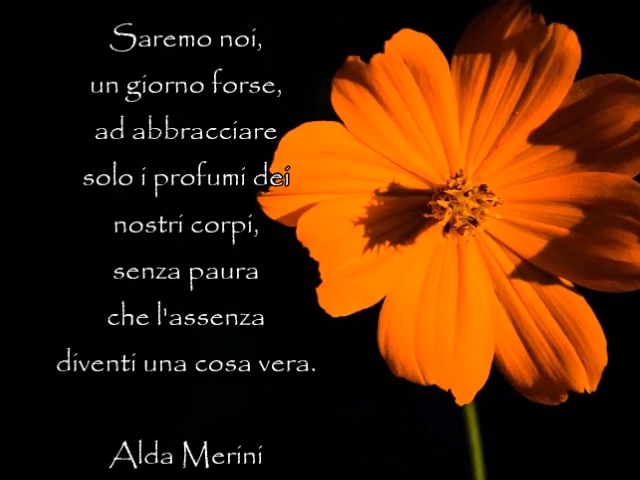 Saremo noi,
un giorno forse,
ad abbracciare
solo i profumi dei
nostri corpi,
senza paura
che l'assenza
diventi una cosa vera.
Alda Merini